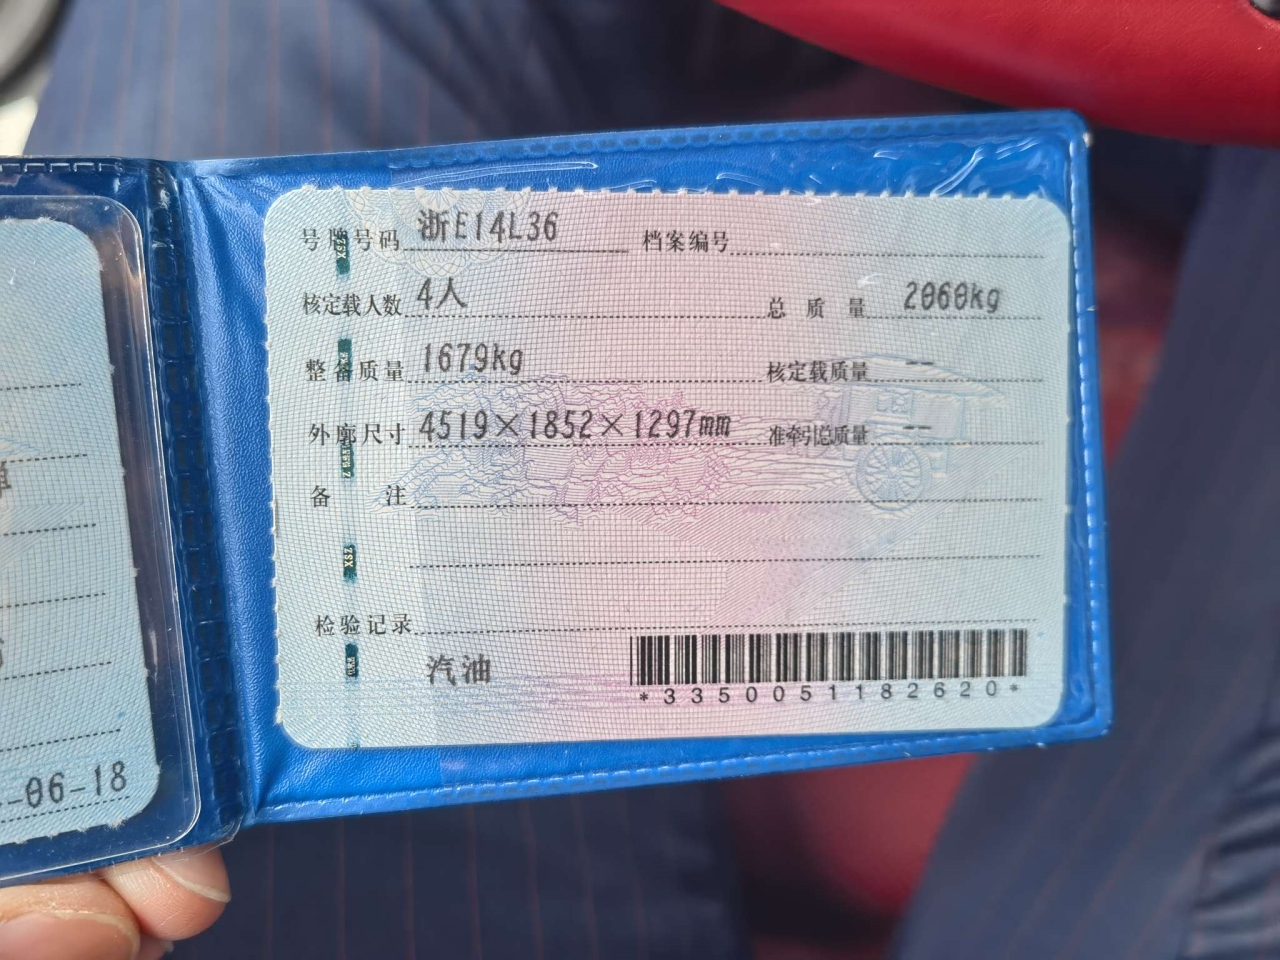 号牌号码 浙E14L36 档案编号
核定载人数 4人 总质量 2060kg
整备质量 1679kg 核定载质量 --
外廓尺寸 4519×1852×1297mm 准牵引总质量 --
备注
检验记录
汽油
*335005118262​0*
-06-18